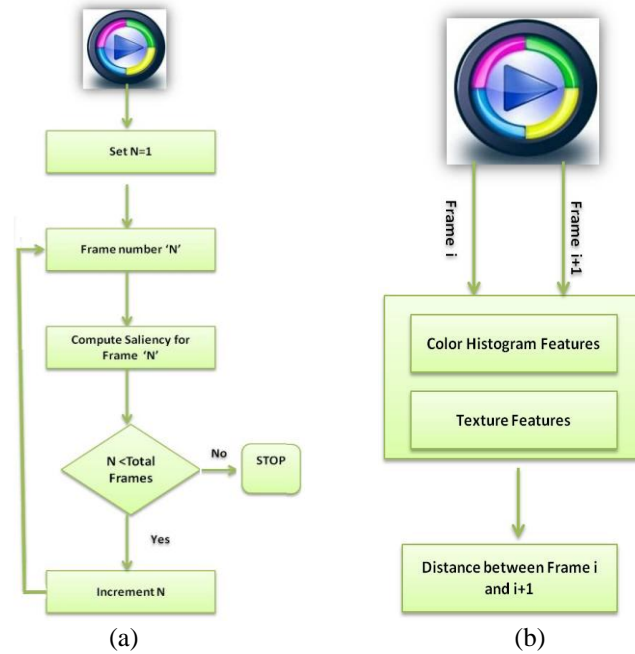 Set N=1
Frame number ‘N’
Compute Saliency for
Frame ‘N’
N <Total
Frames
No
STOP
Yes
Increment N
(a)
Frame i
Frame i+1
Color Histogram Features
Texture Features
Distance between Frame i
and i+1
(b)